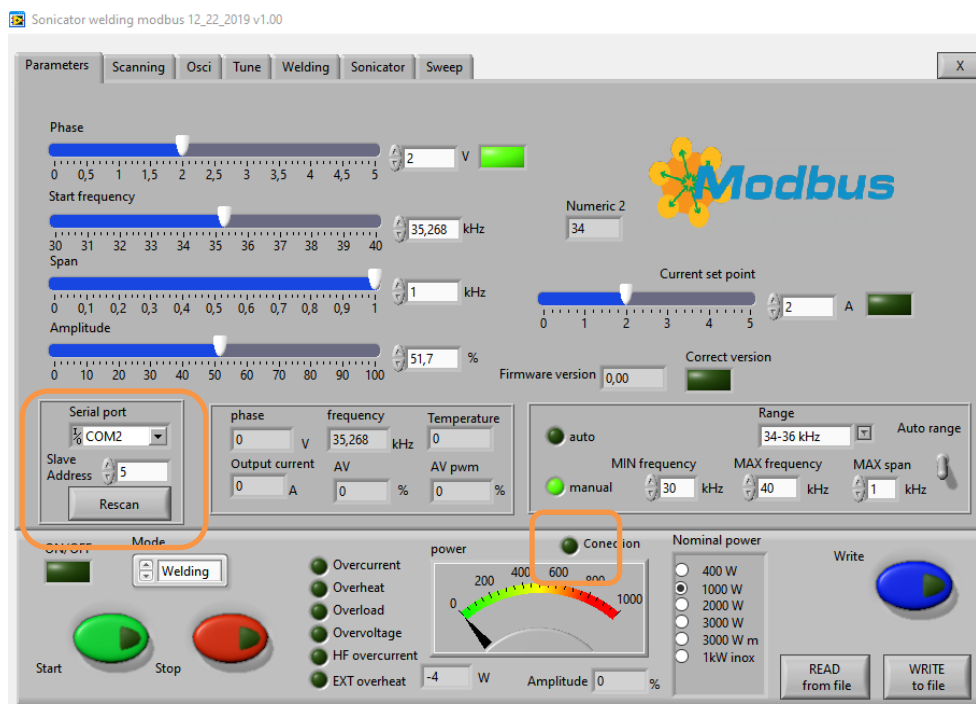 Sonicator welding modbus 12_22_2019 v1.00
Parameters Scanning Osci Tune Welding Sonicator Sweep X
Phase
2 V
0 0,5 1 1,5 2 2,5 3 3,5 4 4,5 5
Start frequency
35,268 kHz
30 31 32 33 34 35 36 37 38 39 40
Span
1 kHz
0 0,1 0,2 0,3 0,4 0,5 0,6 0,7 0,8 0,9 1
Amplitude
51,7 %
0 10 20 30 40 50 60 70 80 90 100
Modbus
Numeric 2
34
Current set point
2 A
0 1 2 3 4 5
Correct version
Firmware version 0,00
Serial port
COM2
Slave
Address 5
Rescan
phase frequency Temperature
0 V 35,268 kHz 0
Output current AV AV pwm
0 A 0 % 0 %
Range
auto 34-36 kHz Auto range
MIN frequency MAX frequency MAX span
manual 30 kHz 40 kHz 1 kHz
ON/OFF Mode
Welding
Start Stop
Overcurrent
Overheat
Overload
Overvoltage
HF overcurrent
EXT overheat
power
Conection
0 200 400 600 800 1000
-4 W Amplitude 0 %
Nominal power
400 W
1000 W
2000 W
3000 W
3000 W m
1kW inox
Write
READ
from file
WRITE
to file